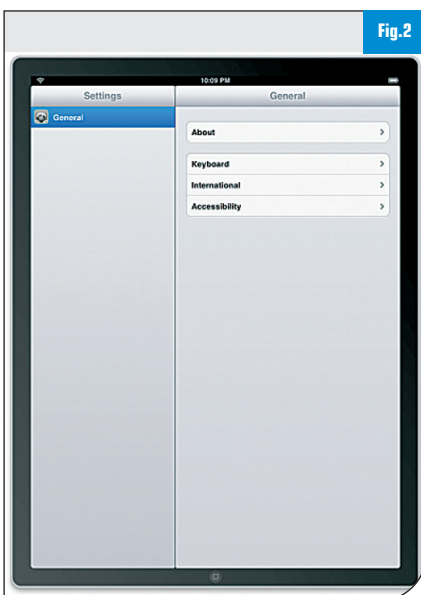 Fig.2
10:09 PM
Settings
General
General
About
Keyboard
International
Accessibility